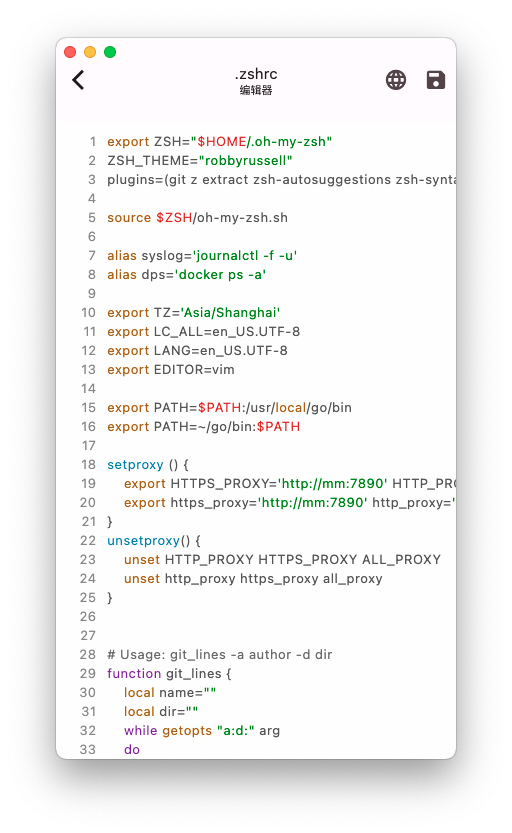 .zshrc
编辑器
1 export ZSH="$HOME/.oh-my-zsh"
2 ZSH_THEME="robbyrussell"
3 plugins=(git z extract zsh-autosuggestions zsh-synta
4
5 source $ZSH/oh-my-zsh.sh
6
7 alias syslog='journalctl -f -u'
8 alias dps='docker ps -a'
9
10 export TZ='Asia/Shanghai'
11 export LC_ALL=en_US.UTF-8
12 export LANG=en_US.UTF-8
13 export EDITOR=vim
14
15 export PATH=$PATH:/usr/local/go/bin
16 export PATH=~/go/bin:$PATH
17
18 setproxy () {
19 export HTTPS_PROXY='http://mm:7890' HTTP_PRO
20 export https_proxy='http://mm:7890' http_proxy='
21 }
22 unsetproxy() {
23 unset HTTP_PROXY HTTPS_PROXY ALL_PROXY
24 unset http_proxy https_proxy all_proxy
25 }
26
27
28 # Usage: git_lines -a author -d dir
29 function git_lines {
30 local name=""
31 local dir=""
32 while getopts "a:d:" arg
33 do